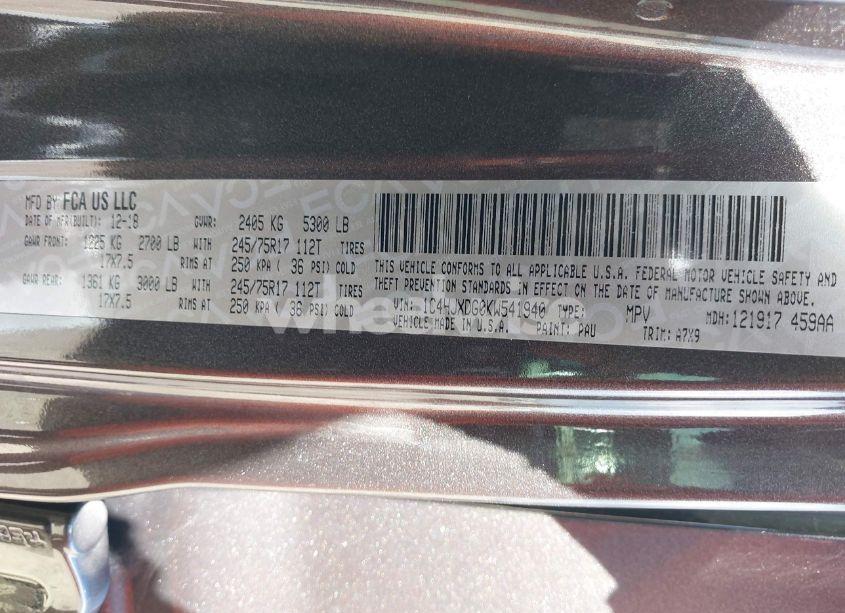 MFD BY FCA US LLC
DATE OF MFR(BUILT): 12-18 GVWR: 2405 KG 5300 LB
GAWR FRONT: 1225 KG 2700 LB WITH 245/75R17 112T TIRES
17X7.5 RIMS AT 250 KPA ( 36 PSI) COLD
GAWR REAR: 1361 KG 3000 LB WITH 245/75R17 112T TIRES
17X7.5 RIMS AT 250 KPA ( 36 PSI) COLD
THIS VEHICLE CONFORMS TO ALL APPLICABLE U.S.A. FEDERAL MOTOR VEHICLE SAFETY AND
THEFT PREVENTION STANDARDS IN EFFECT ON THE DATE OF MANUFACTURE SHOWN ABOVE.
VIN: 1C4HJXDG0KW541940 TYPE: MPV MDH:121917 459AA
VEHICLE MADE IN U.S.A. PAINT: PAU TRIM: A7X9